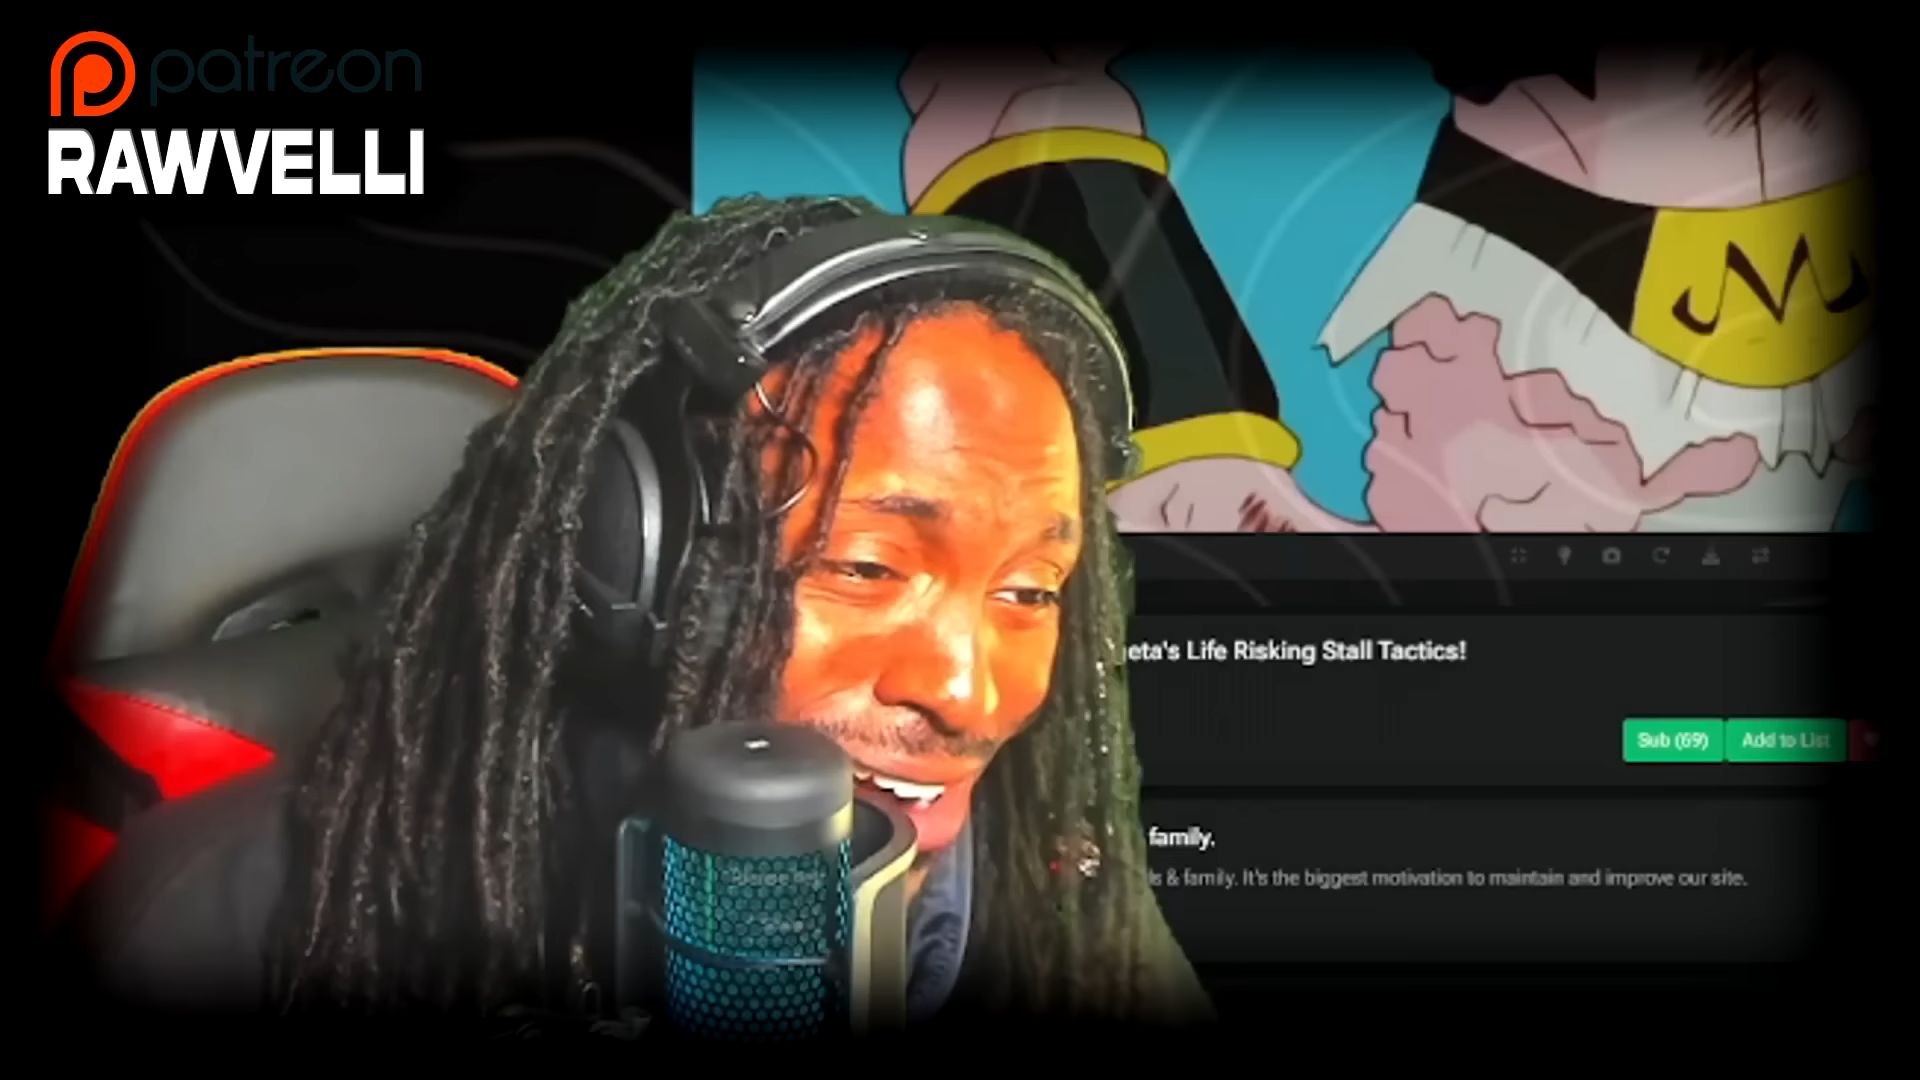 patreon
RAWVELLI
eta's Life Risking Stall Tactics!
Sub (69) Add to List
family.
& family. It's the biggest motivation to maintain and improve our site.